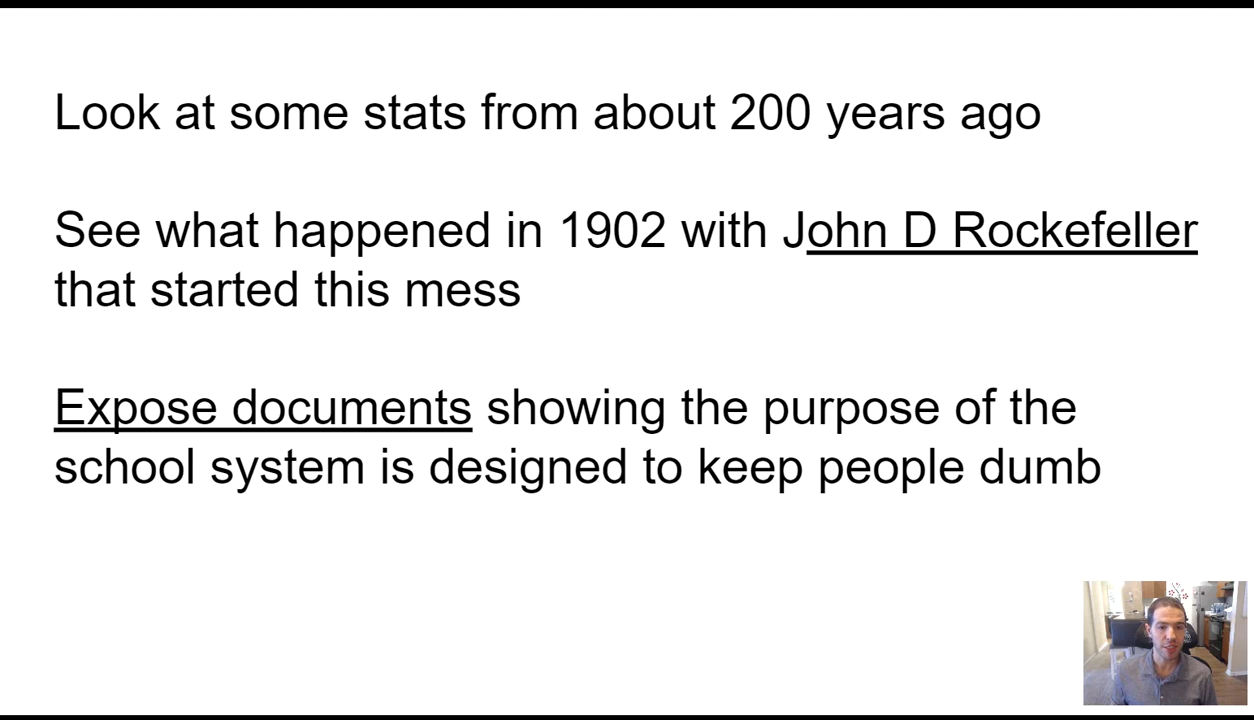 Look at some stats from about 200 years ago
See what happened in 1902 with John D Rockefeller
that started this mess
Expose documents showing the purpose of the
school system is designed to keep people dumb